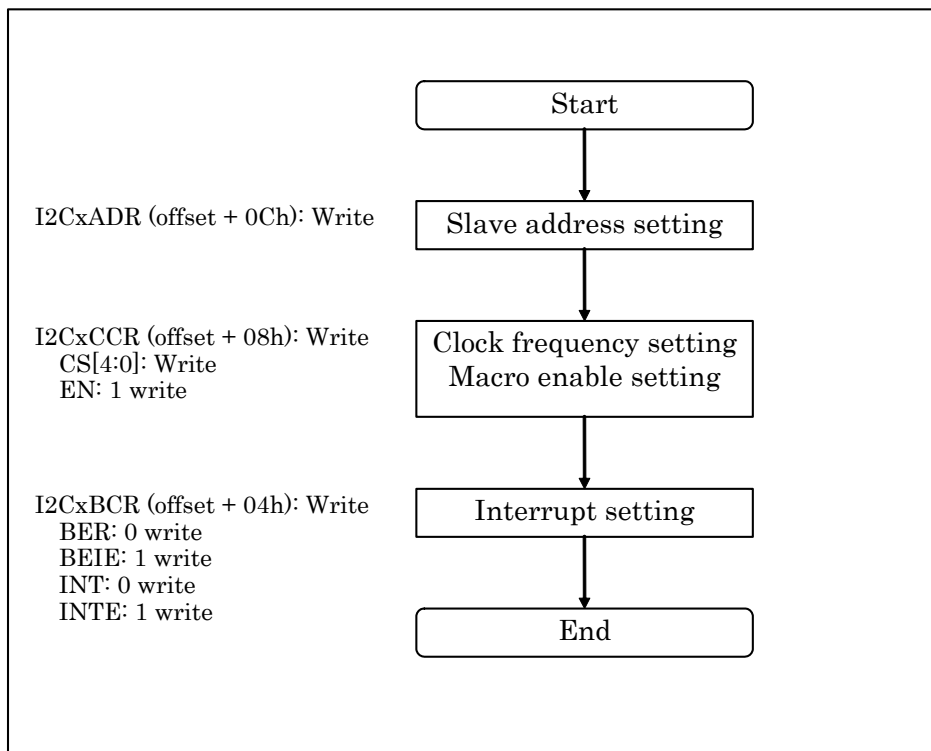 Start
I2CxADR (offset + 0Ch): Write
Slave address setting
I2CxCCR (offset + 08h): Write
CS[4:0]: Write
EN: 1 write
Clock frequency setting
Macro enable setting
I2CxBCR (offset + 04h): Write
BER: 0 write
BEIE: 1 write
INT: 0 write
INTE: 1 write
Interrupt setting
End